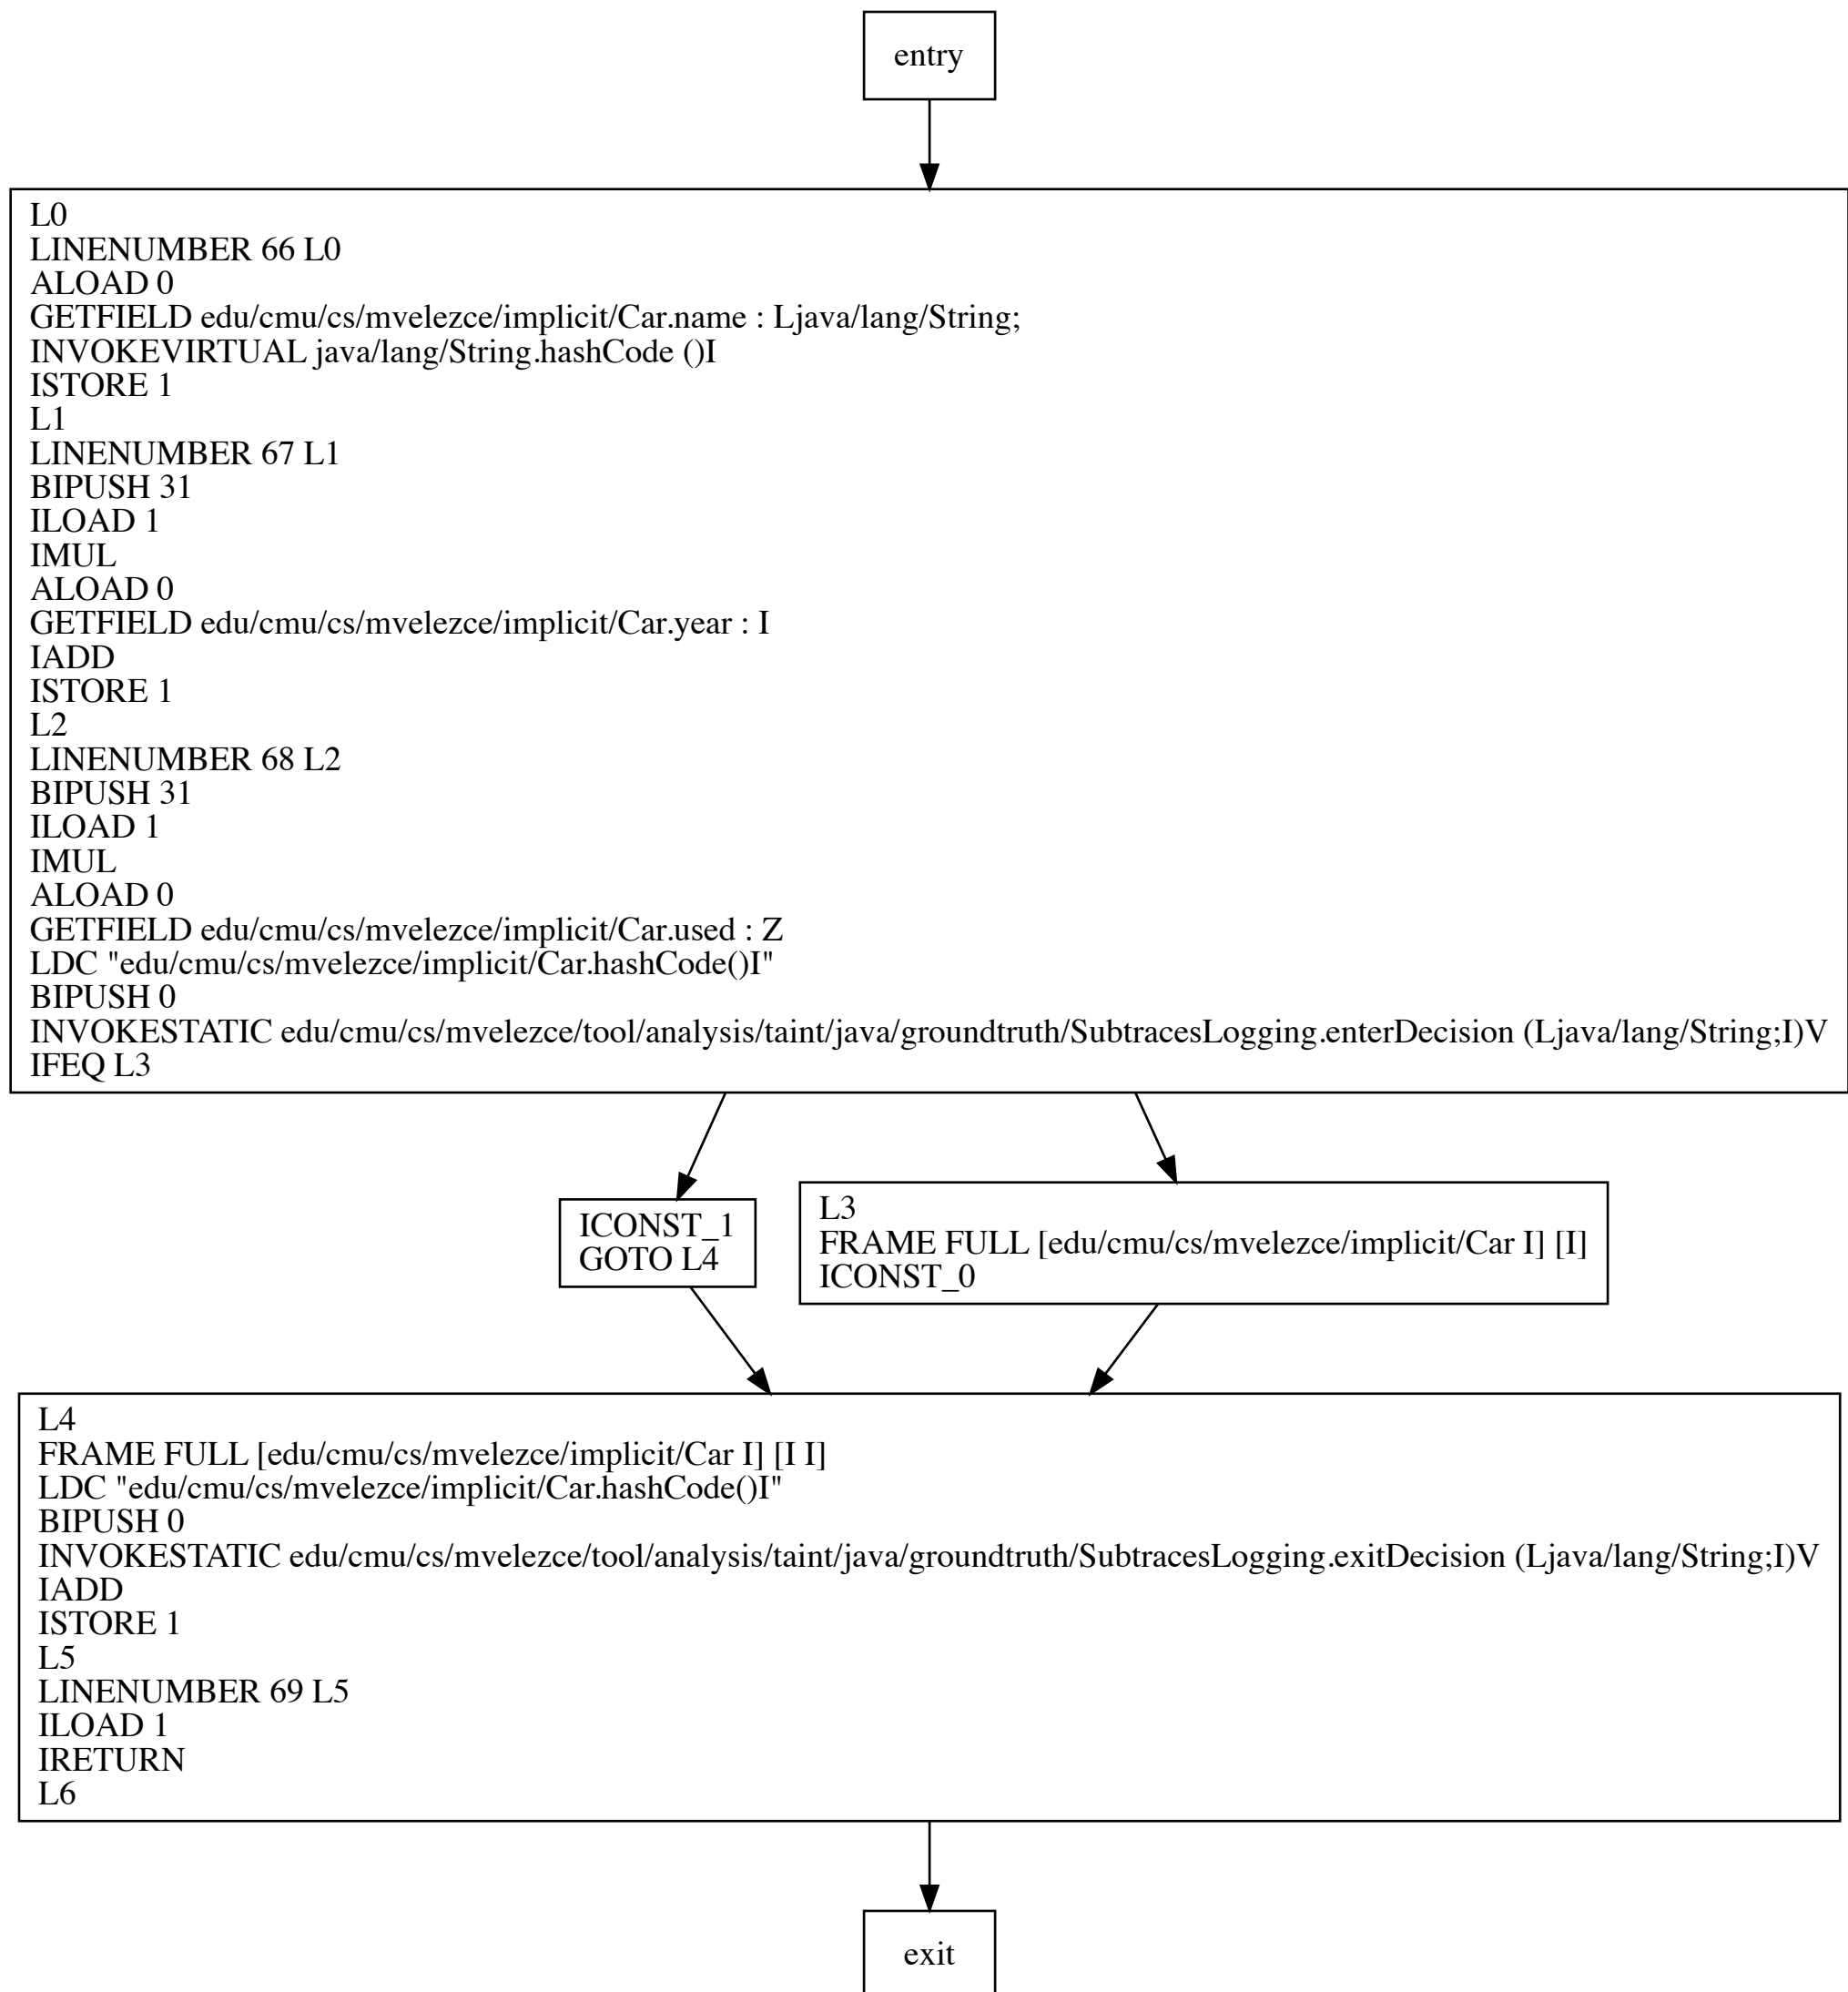 entry
L0
LINENUMBER 66 L0
ALOAD 0
GETFIELD edu/cmu/cs/mvelezce/implicit/Car.name : Ljava/lang/String;
INVOKEVIRTUAL java/lang/String.hashCode ()I
ISTORE 1
L1
LINENUMBER 67 L1
BIPUSH 31
ILOAD 1
IMUL
ALOAD 0
GETFIELD edu/cmu/cs/mvelezce/implicit/Car.year : I
IADD
ISTORE 1
L2
LINENUMBER 68 L2
BIPUSH 31
ILOAD 1
IMUL
ALOAD 0
GETFIELD edu/cmu/cs/mvelezce/implicit/Car.used : Z
LDC "edu/cmu/cs/mvelezce/implicit/Car.hashCode()I"
BIPUSH 0
INVOKESTATIC edu/cmu/cs/mvelezce/tool/analysis/taint/java/groundtruth/SubtracesLogging.enterDecision (Ljava/lang/String;I)V
IFEQ L3
ICONST_1
GOTO L4
L3
FRAME FULL [edu/cmu/cs/mvelezce/implicit/Car I] [I]
ICONST_0
L4
FRAME FULL [edu/cmu/cs/mvelezce/implicit/Car I] [I I]
LDC "edu/cmu/cs/mvelezce/implicit/Car.hashCode()I"
BIPUSH 0
INVOKESTATIC edu/cmu/cs/mvelezce/tool/analysis/taint/java/groundtruth/SubtracesLogging.exitDecision (Ljava/lang/String;I)V
IADD
ISTORE 1
L5
LINENUMBER 69 L5
ILOAD 1
IRETURN
L6
exit